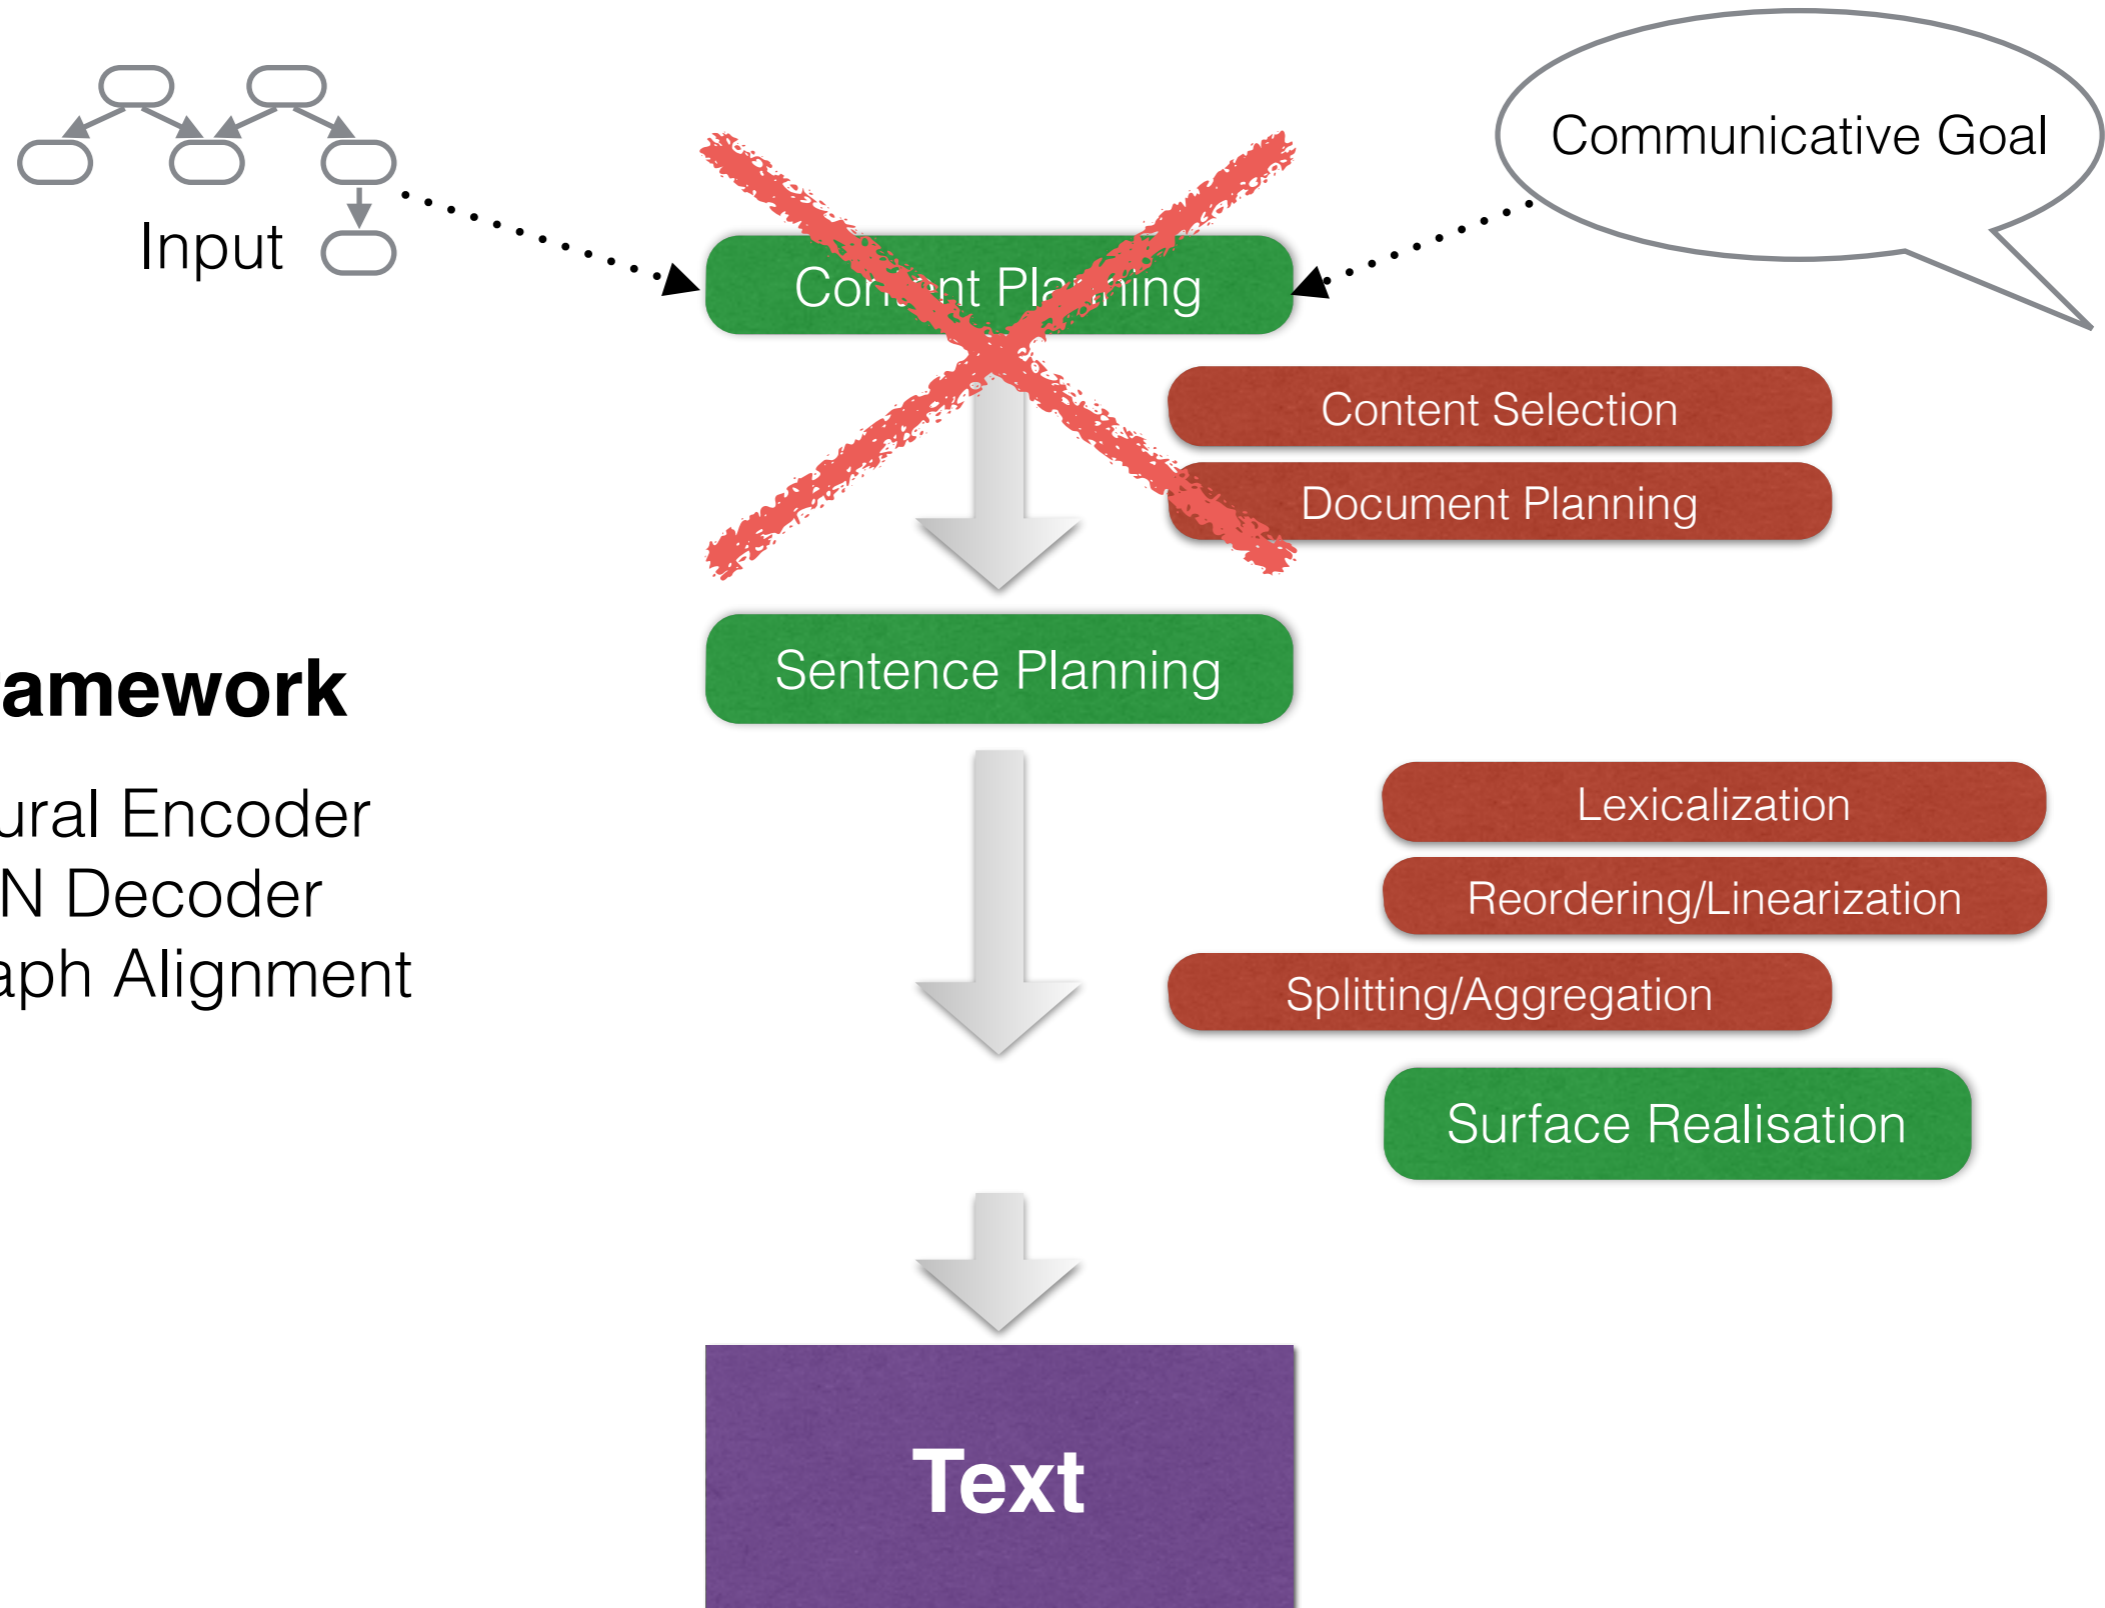 Communicative Goal
Input
Content Planning
Content Selection
Document Planning
Sentence Planning
amework
ural Encoder
N Decoder
aph Alignment
Lexicalization
Reordering/Linearization
Splitting/Aggregation
Surface Realisation
Text